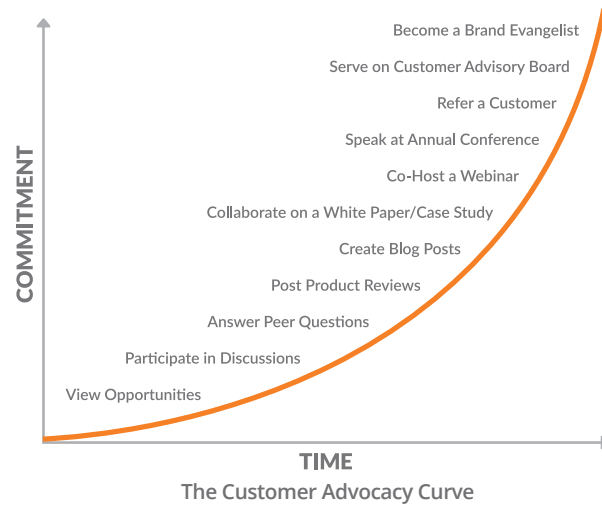 Become a Brand Evangelist
Serve on Customer Advisory Board
Refer a Customer
Speak at Annual Conference
Co-Host a Webinar
Collaborate on a White Paper/Case Study
Create Blog Posts
Post Product Reviews
Answer Peer Questions
Participate in Discussions
View Opportunities
COMMITMENT
TIME
The Customer Advocacy Curve